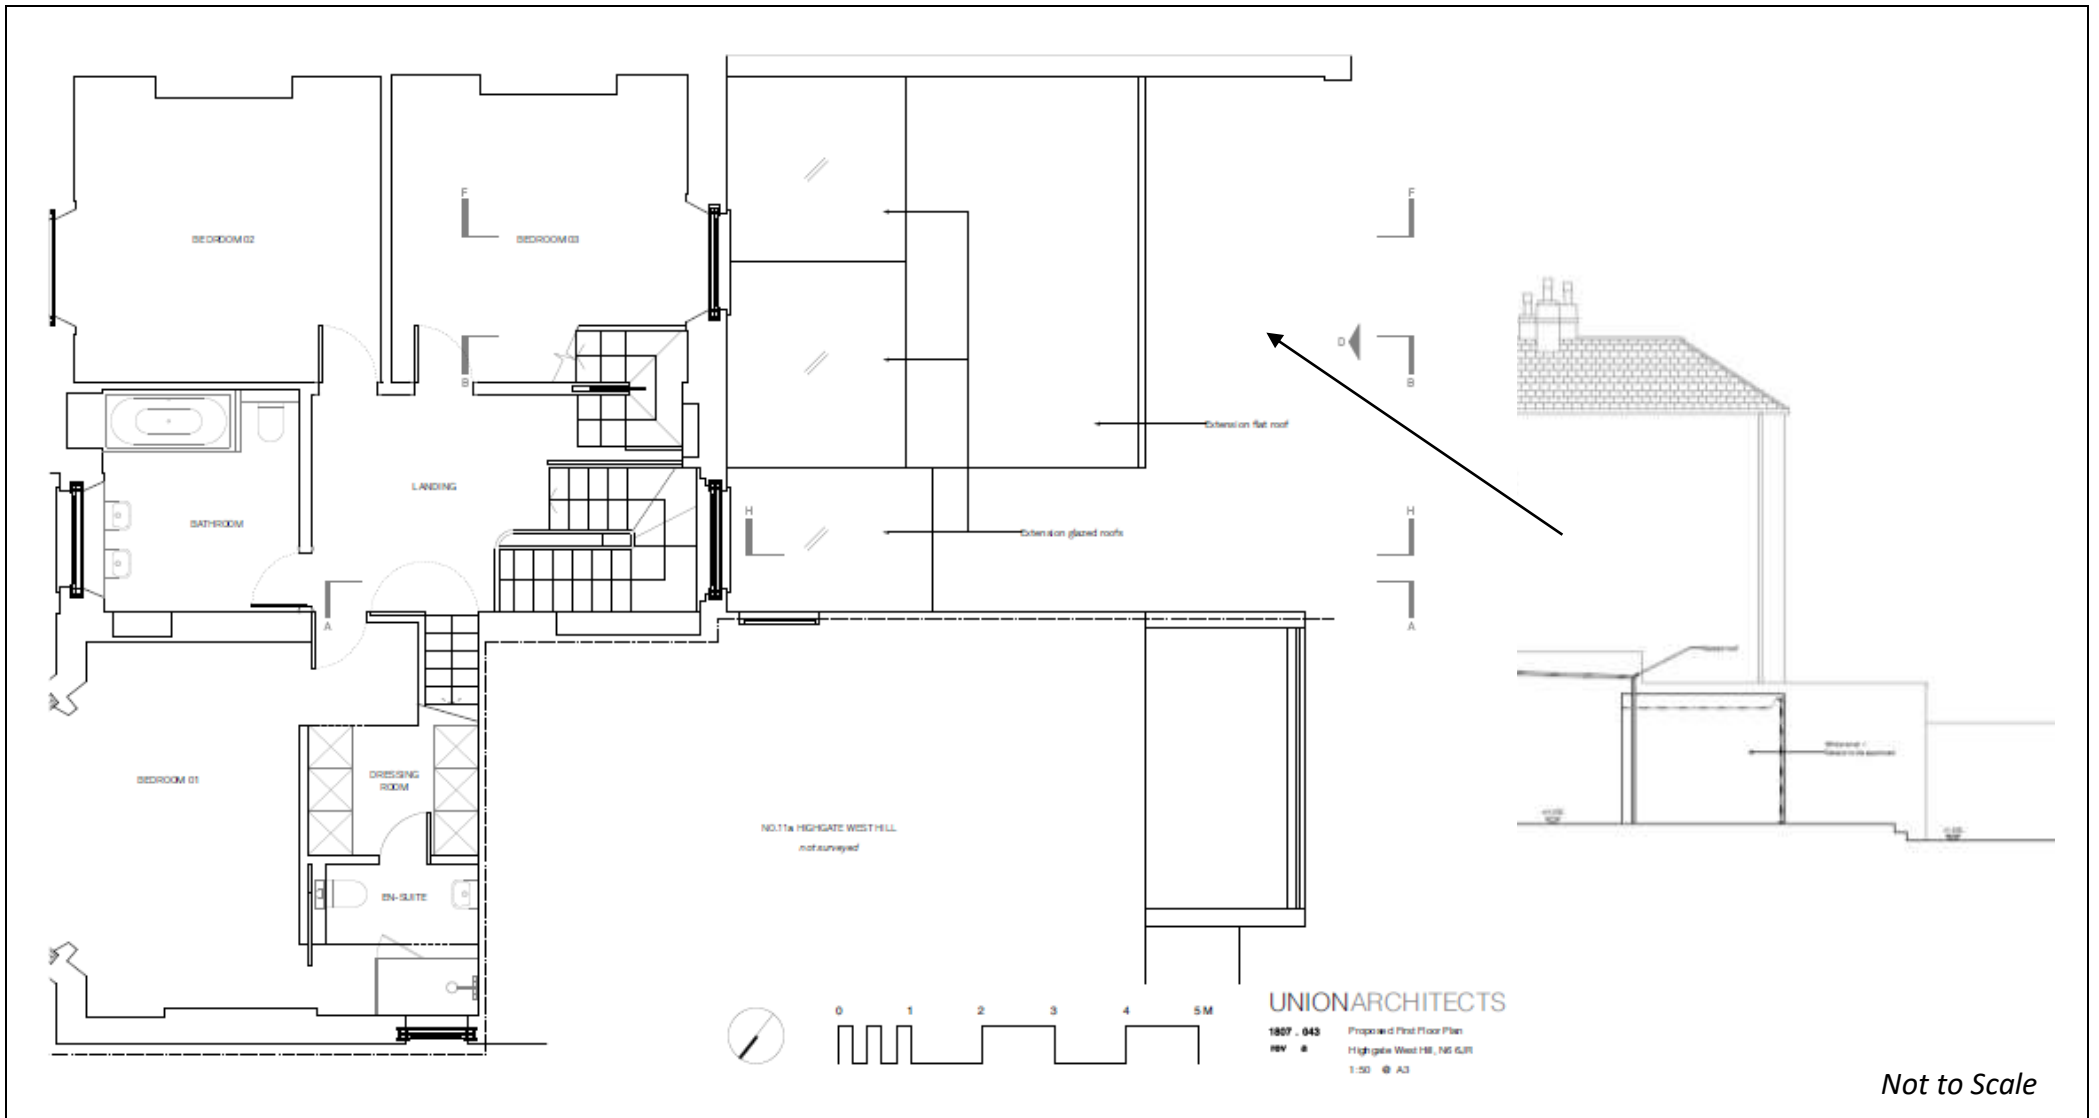 F
F
BEDROOM 02
BEDROOM 03
D
B
B
Extension flat roof
LANDING
H
H
BATHROOM
Extension glazed roofs
A
A
BEDROOM 01
DRESSING
ROOM
NO.11a HIGHGATE WEST HILL
not surveyed
EN-SUITE
0 1 2 3 4 5 M
UNIONARCHITECTS
1807 . 043 Proposed First Floor Plan
rev a Highgate West Hill, N6 6JR
1:50 @ A3
Not to Scale